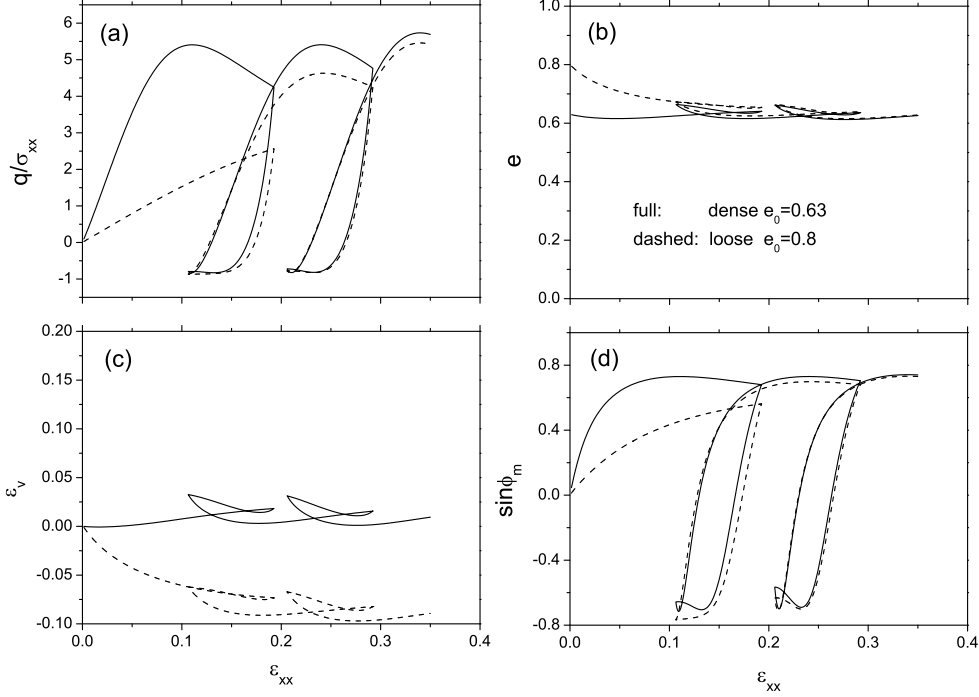 (a)
6
5
4
3
2
1
0
-1
q/σxx
(b)
1.0
0.8
0.6
0.4
0.2
0.0
e
full: dense e0=0.63
dashed: loose e0=0.8
(c)
0.20
0.15
0.10
0.05
0.00
-0.05
-0.10
εv
0.0 0.1 0.2 0.3 0.4
εxx
(d)
0.8
0.4
0.0
-0.4
-0.8
sinϕm
0.0 0.1 0.2 0.3 0.4
εxx